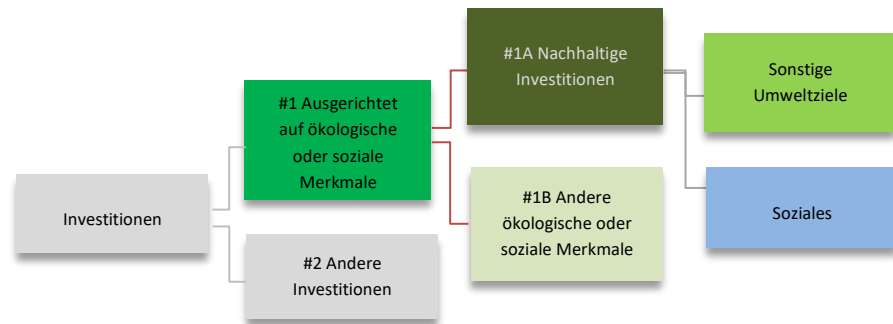 Investitionen
#1 Ausgerichtet
auf ökologische
oder soziale
Merkmale
#2 Andere
Investitionen
#1A Nachhaltige
Investitionen
#1B Andere
ökologische oder
soziale Merkmale
Sonstige
Umweltziele
Soziales